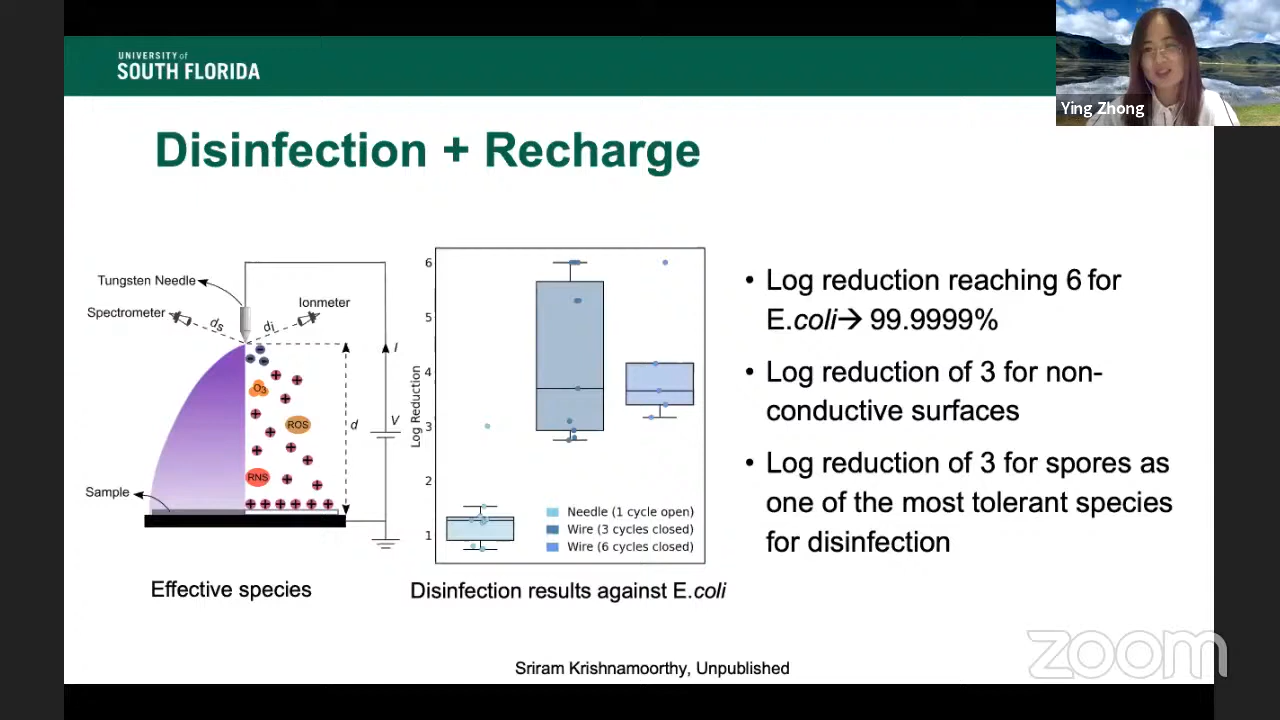 UNIVERSITY of
SOUTH FLORIDA
Ying Zhong
Disinfection + Recharge
Tungsten Needle
Spectrometer
Ionmeter
ds
di
I
O3
ROS
d
V
RNS
Sample
Effective species
6
5
4
3
2
1
Log Reduction
Needle (1 cycle open)
Wire (3 cycles closed)
Wire (6 cycles closed)
Disinfection results against E.coli
• Log reduction reaching 6 for
E.coli→ 99.9999%
• Log reduction of 3 for non-
conductive surfaces
• Log reduction of 3 for spores as
one of the most tolerant species
for disinfection
Sriram Krishnamoorthy, Unpublished
zoom